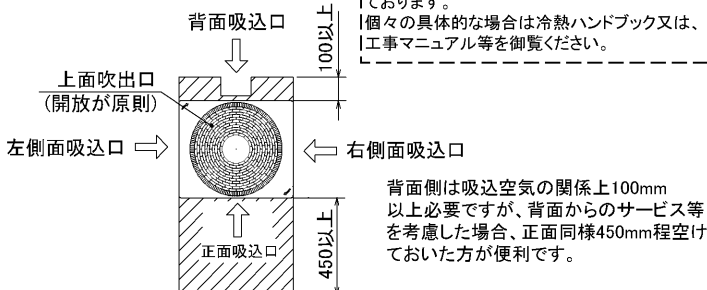 ております。
個々の具体的な場合は冷熱ハンドブック又は、
工事マニュアル等を御覧ください。
背面吸込口
100以上
上面吹出口
(開放が原則)
左側面吸込口
右側面吸込口
正面吸込口
450以上
背面側は吸込空気の関係上100mm
以上必要ですが、背面からのサービス等
を考慮した場合、正面同様450mm程空け
ておいた方が便利です。